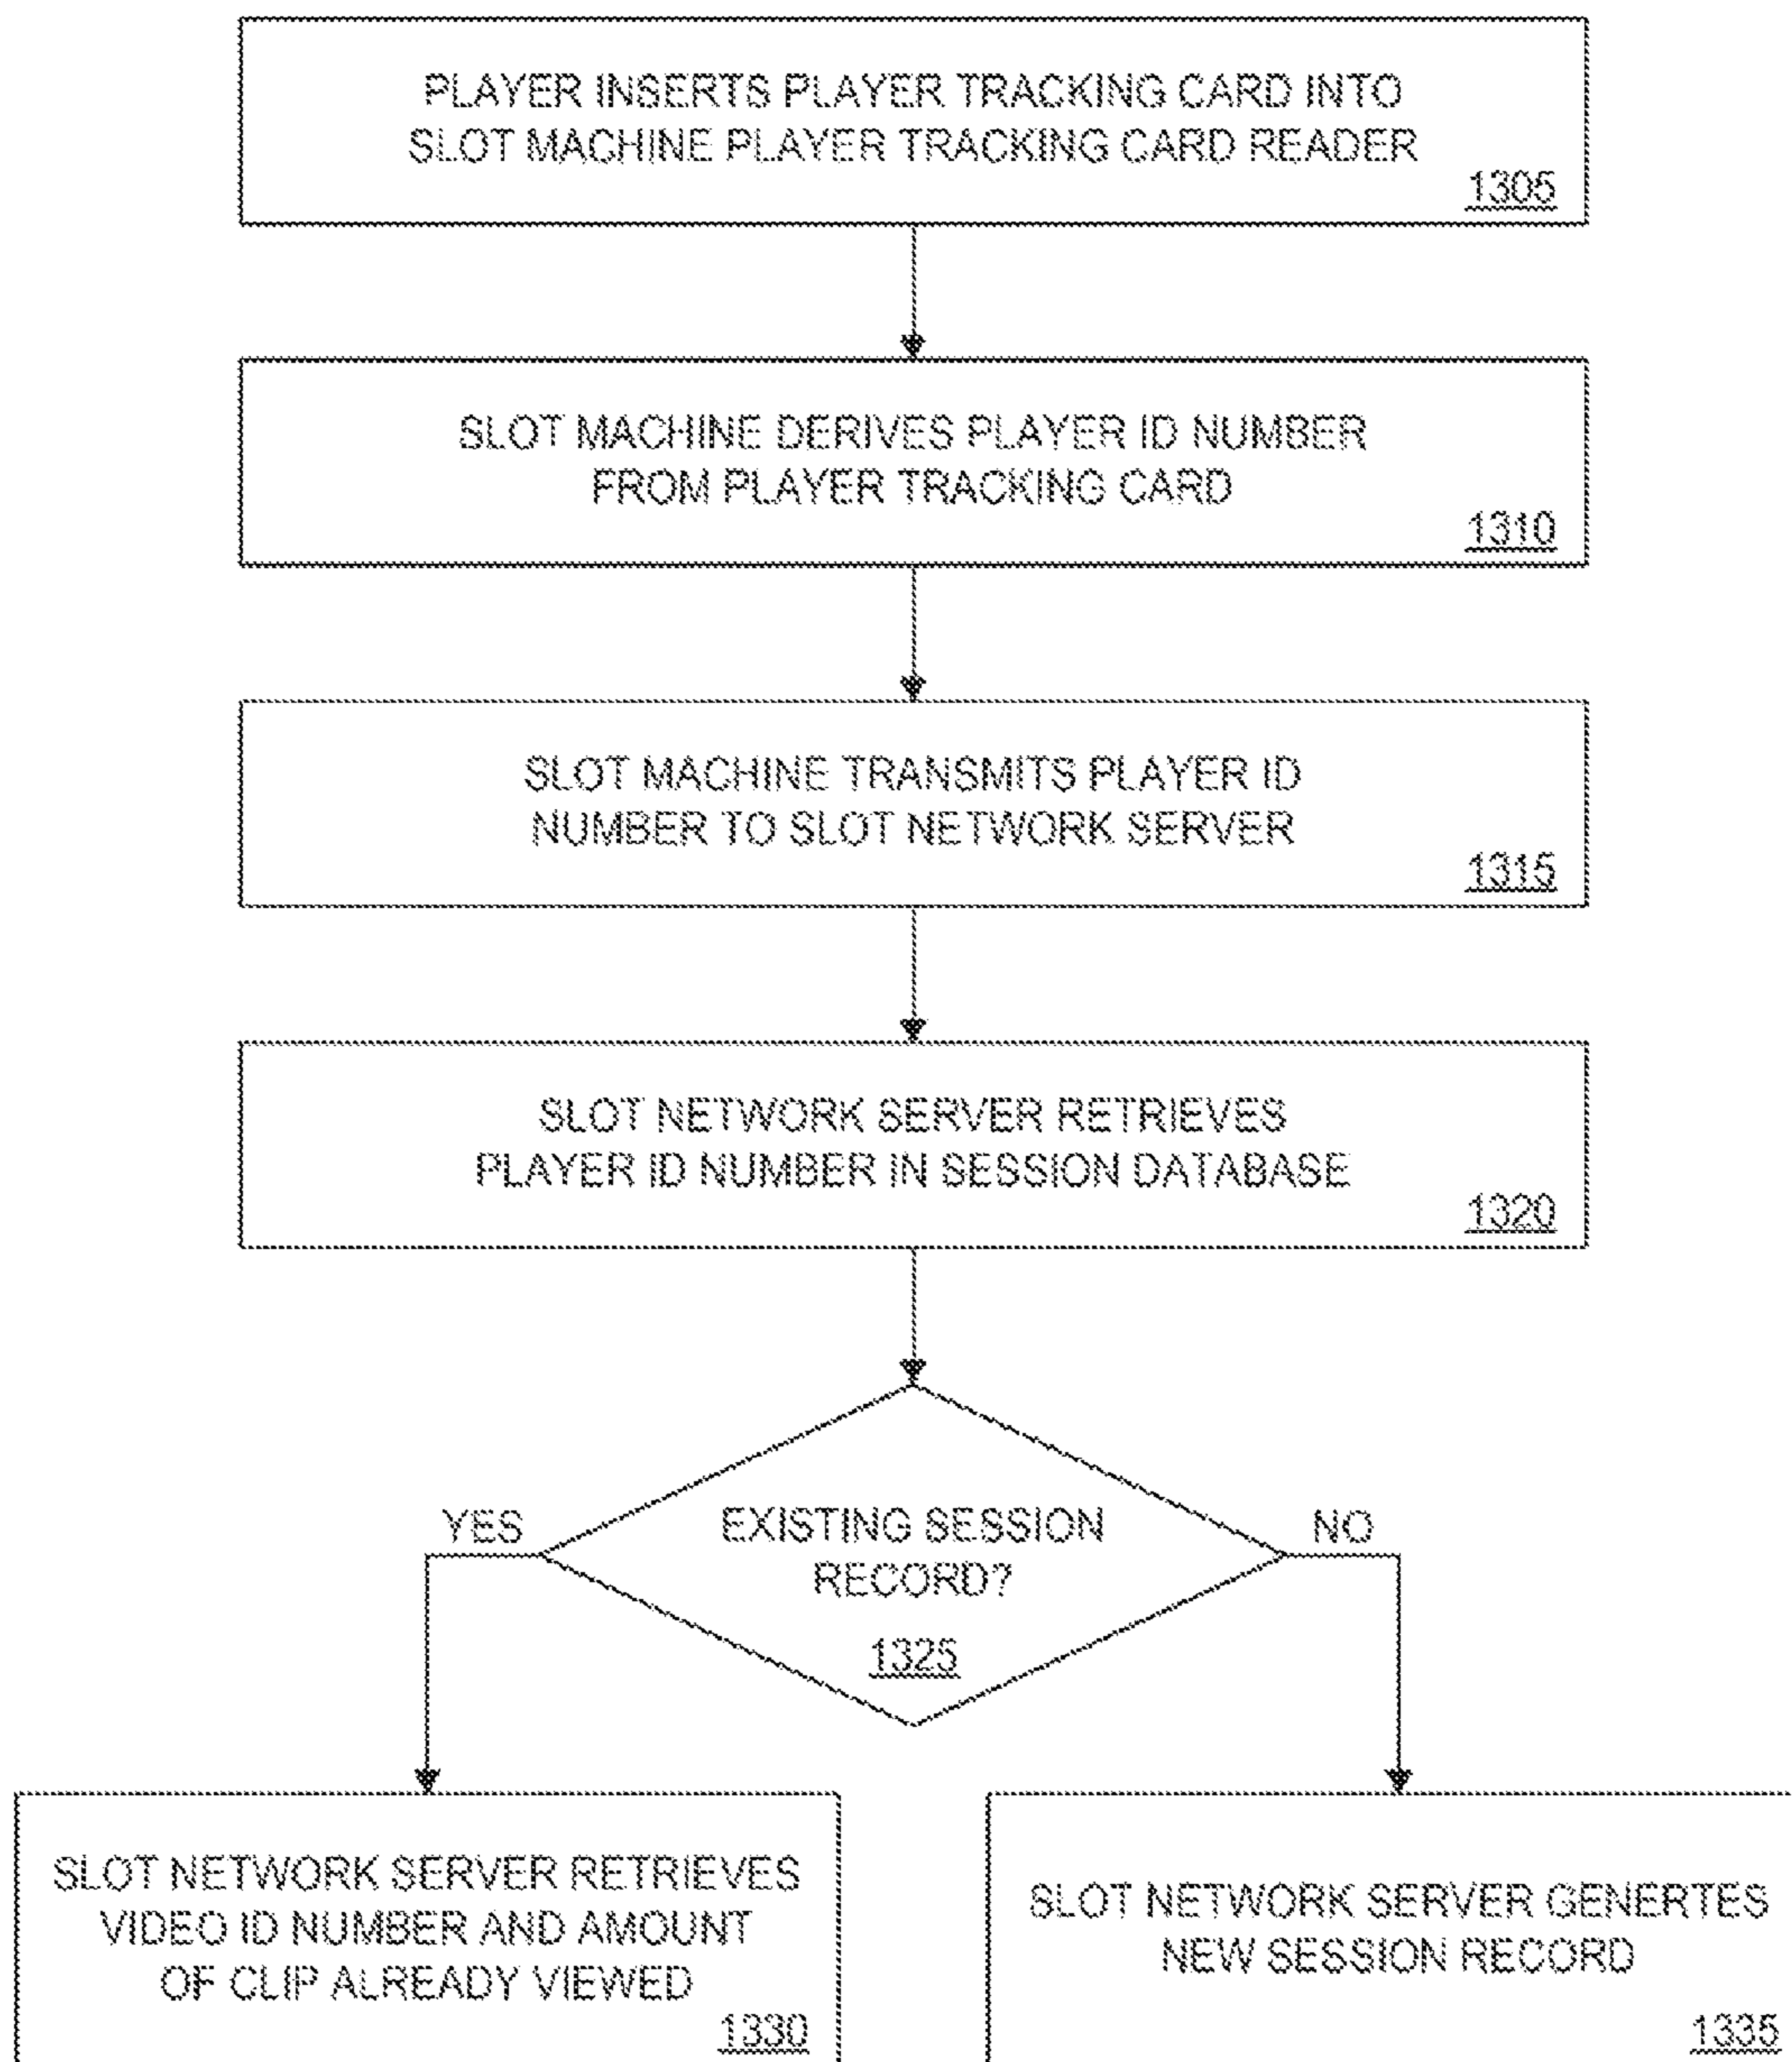 PLAYER INSERTS PLAYER TRACKING CARD INTO
SLOT MACHINE PLAYER TRACKING CARD READER
1305
SLOT MACHINE DERIVES PLAYER ID NUMBER
FROM PLAYER TRACKING CARD
1310
SLOT MACHINE TRANSMITS PLAYER ID
NUMBER TO SLOT NETWORK SERVER
1315
SLOT NETWORK SERVER RETRIEVES
PLAYER ID NUMBER IN SESSION DATABASE
1320
EXISTING SESSION
RECORD?
1325
YES
NO
SLOT NETWORK SERVER RETRIEVES
VIDEO ID NUMBER AND AMOUNT
OF CLIP ALREADY VIEWED
1330
SLOT NETWORK SERVER GENERTES
NEW SESSION RECORD
1335